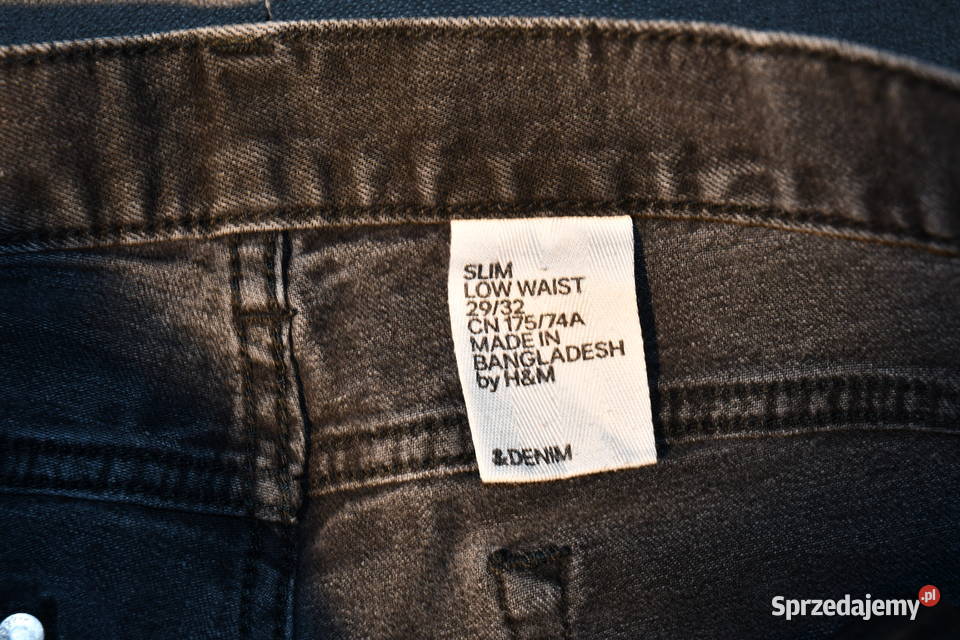 SLIM
LOW WAIST
29/32
CN 175/74A
MADE IN
BANGLADESH
by H&M
&DENIM
Sprzedajemy.pl